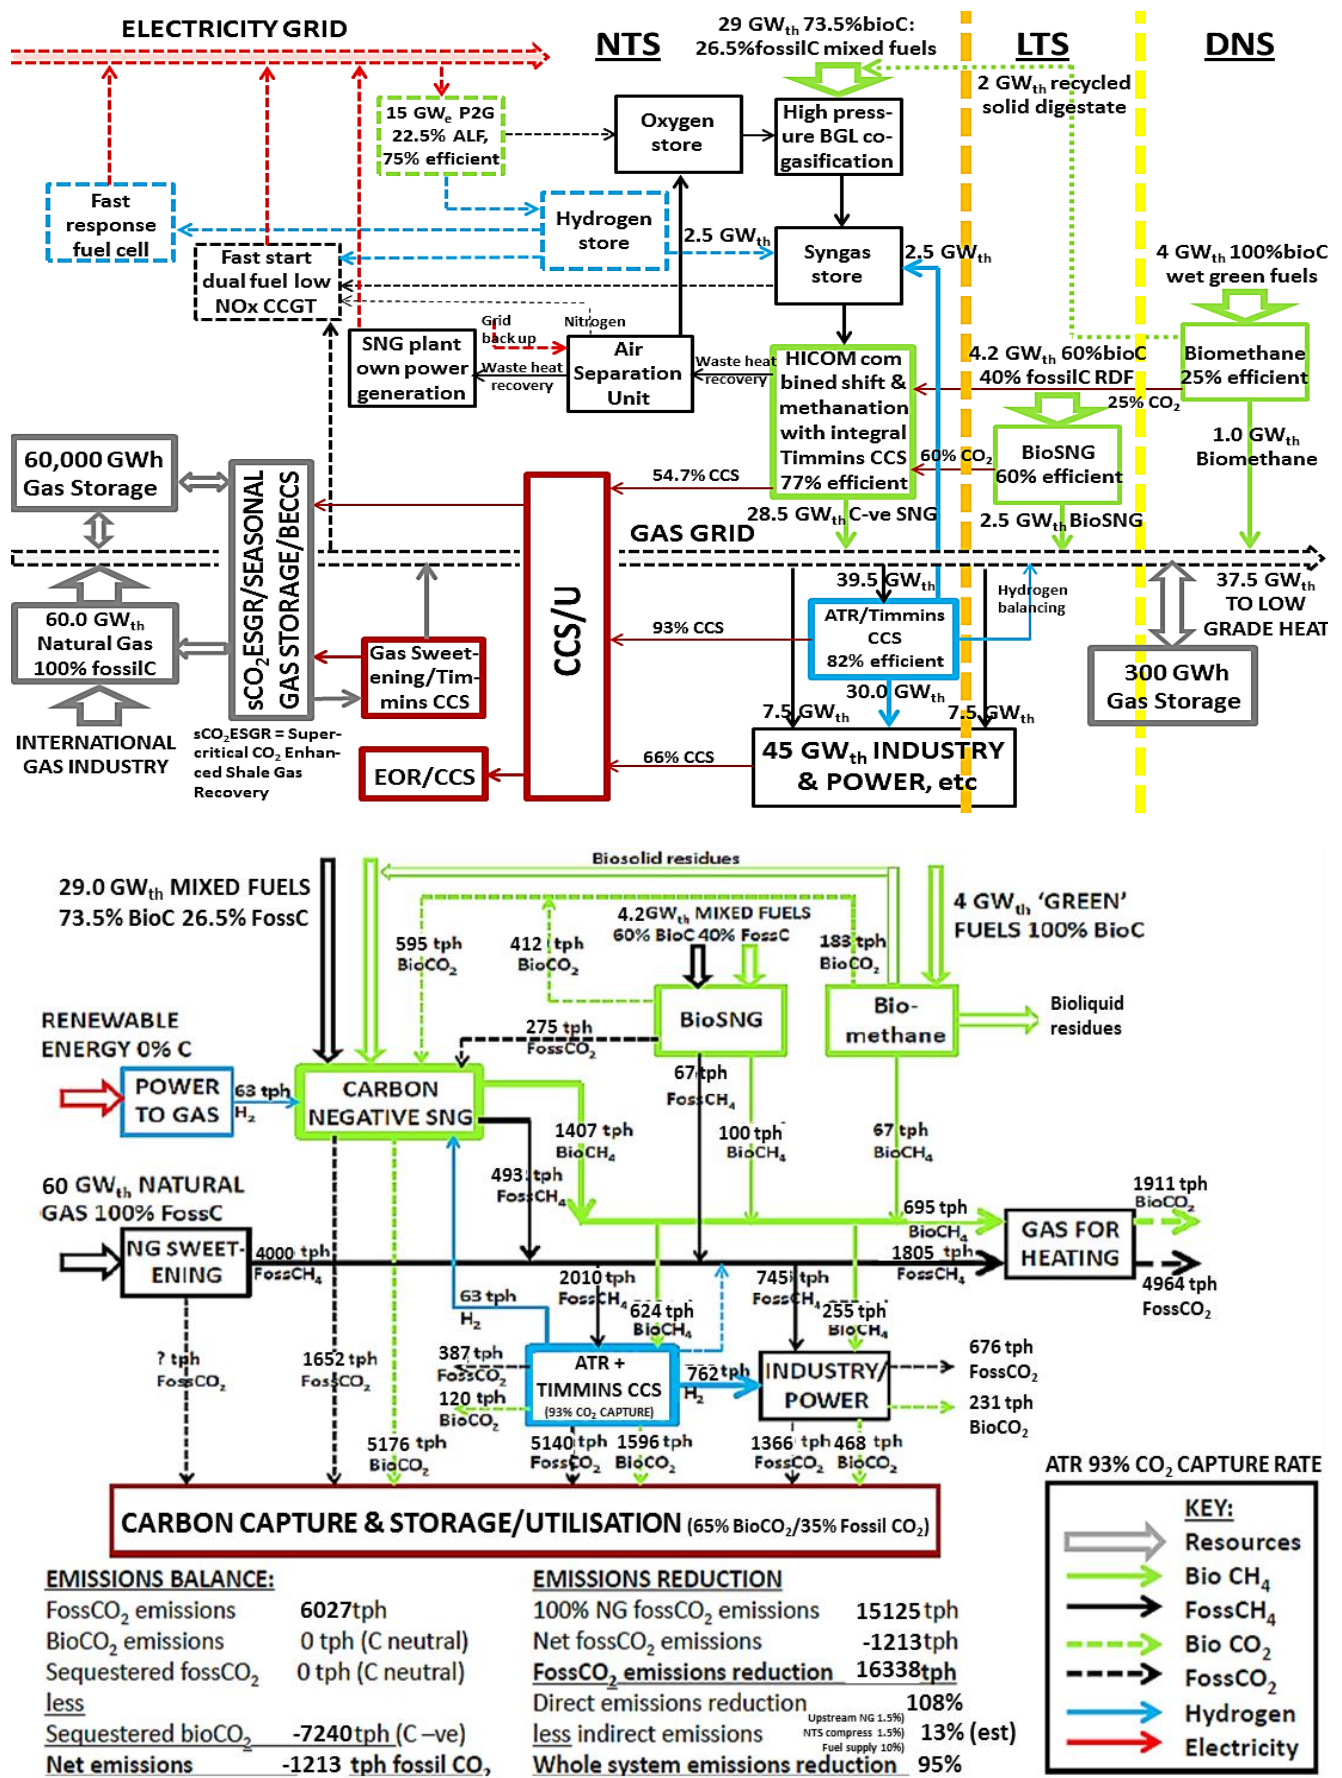 ELECTRICITY GRID
NTS
29 GWth 73.5%bioC:
26.5%fossilC mixed fuels
LTS
DNS
2 GWth recycled
solid digestate
15 GWe P2G
22.5% ALF,
75% efficient
Oxygen
store
High press-
ure BGL co-
gasification
Fast
response
fuel cell
Hydrogen
store
2.5 GWth
Syngas
store
2.5 GWth
4 GWth 100%bioC
wet green fuels
Fast start
dual fuel low
NOx CCGT
Grid
back up
Nitrogen
SNG plant
own power
generation
Waste heat
recovery
Air
Separation
Unit
Waste heat
recovery
HICOM com
bined shift &
methanation
with integral
Timmins CCS
77% efficient
4.2 GWth 60%bioC
40% fossilC RDF
Biomethane
25% efficient
25% CO2
60% CO2
BioSNG
60% efficient
1.0 GWth
Biomethane
60,000 GWh
Gas Storage
sCO2ESGR/SEASONAL
GAS STORAGE/BECCS
CCS/U
54.7% CCS
28.5 GWth C-ve SNG
2.5 GWth BioSNG
GAS GRID
39.5 GWth
Hydrogen
balancing
37.5 GWth
TO LOW
GRADE HEAT
60.0 GWth
Natural Gas
100% fossilC
Gas Sweet-
ening/Tim-
mins CCS
93% CCS
ATR/Timmins
CCS
82% efficient
30.0 GWth
300 GWh
Gas Storage
7.5 GWth
7.5 GWth
INTERNATIONAL
GAS INDUSTRY
sCO2ESGR = Super-
critical CO2 Enhan-
ced Shale Gas
Recovery
EOR/CCS
66% CCS
45 GWth INDUSTRY
& POWER, etc
Biosolid residues
29.0 GWth MIXED FUELS
73.5% BioC 26.5% FossC
4.2GWth MIXED FUELS
60% BioC 40% FossC
4 GWth ‘GREEN’
FUELS 100% BioC
595 tph
BioCO2
412 tph
BioCO2
183 tph
BioCO2
RENEWABLE
ENERGY 0% C
275 tph
FossCO2
BioSNG
Bio-
methane
Bioliquid
residues
POWER
TO GAS
63 tph
H2
CARBON
NEGATIVE SNG
67tph
FossCH4
1407 tph
BioCH4
100 tph
BioCH4
67 tph
BioCH4
493 tph
FossCH4
60 GWth NATURAL
GAS 100% FossC
1911 tph
BioCO2
695 tph
BioCH4
NG SWEET-
ENING
4000 tph
FossCH4
1805 tph
FossCH4
GAS FOR
HEATING
4964 tph
FossCO2
2010 tph
FossCH4
745 tph
FossCH4
63 tph
H2
624 tph
BioCH4
255 tph
BioCH4
? tph
FossCO2
1652 tph
FossCO2
387 tph
FossCO2
120 tph
BioCO2
ATR +
TIMMINS CCS
(93% CO2 CAPTURE)
762 tph
H2
INDUSTRY/
POWER
676 tph
FossCO2
231 tph
BioCO2
5176 tph
BioCO2
5140 tph
FossCO2
1596 tph
BioCO2
1366 tph
FossCO2
468 tph
BioCO2
CARBON CAPTURE & STORAGE/UTILISATION (65% BioCO2/35% Fossil CO2)
ATR 93% CO2 CAPTURE RATE
KEY:
Resources
Bio CH4
FossCH4
Bio CO2
FossCO2
Hydrogen
Electricity
EMISSIONS BALANCE:
FossCO2 emissions 6027tph
BioCO2 emissions 0 tph (C neutral)
Sequestered fossCO2 0 tph (C neutral)
less
Sequestered bioCO2 -7240tph (C –ve)
Net emissions -1213 tph fossil CO2
EMISSIONS REDUCTION
100% NG fossCO2 emissions 15125tph
Net fossCO2 emissions -1213tph
FossCO2 emissions reduction 16338tph
Direct emissions reduction 108%
less indirect emissions Upstream NG 1.5%) NTS compress 1.5%) Fuel supply 10%) 13% (est)
Whole system emissions reduction 95%